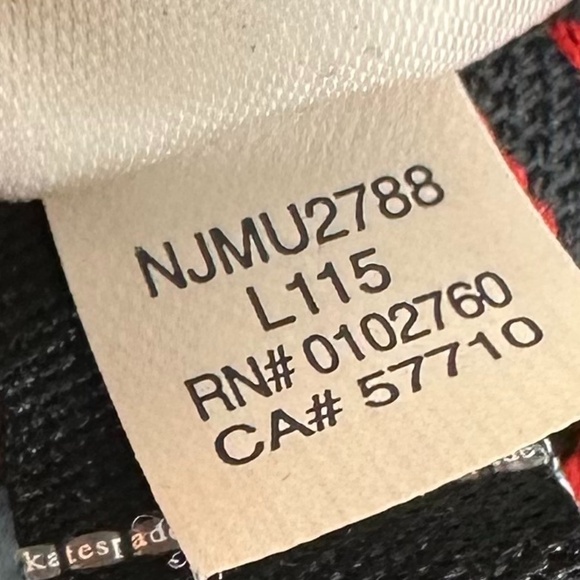 NJMU2788
L115
RN# 0102760
CA# 57710
katespade